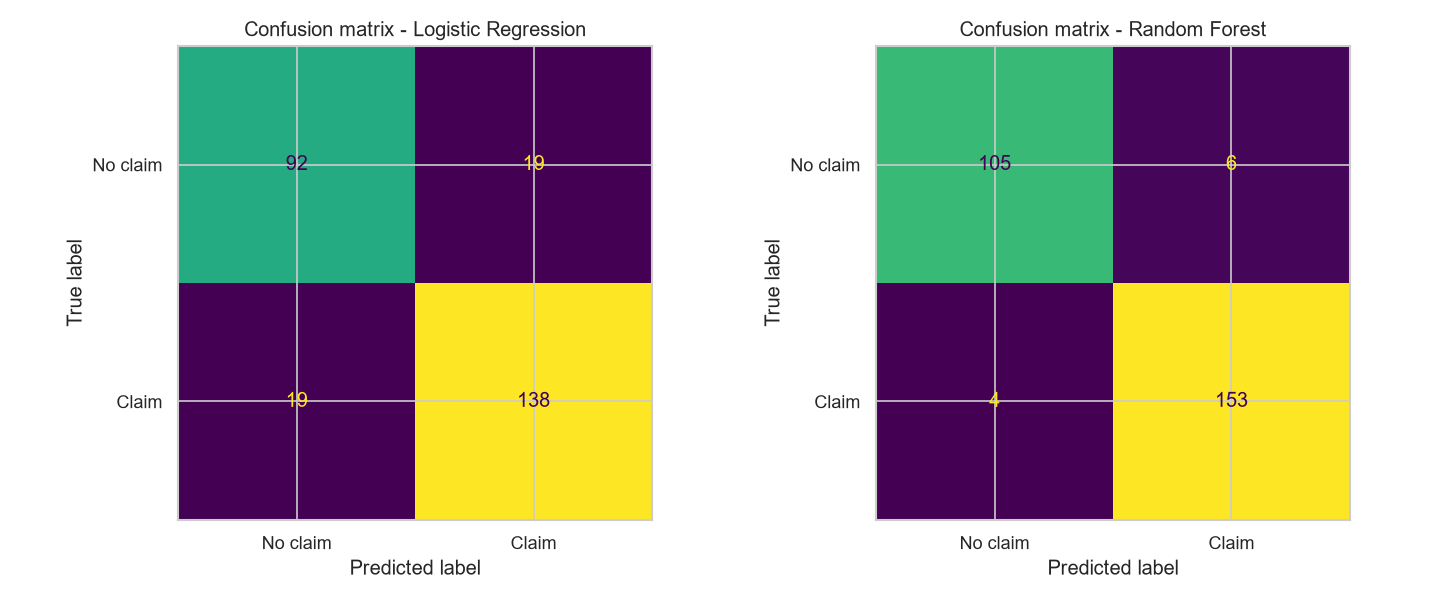 Confusion matrix - Logistic Regression
No claim
92
19
Claim
19
138
True label
No claim
Claim
Predicted label
Confusion matrix - Random Forest
No claim
105
6
Claim
4
153
True label
No claim
Claim
Predicted label